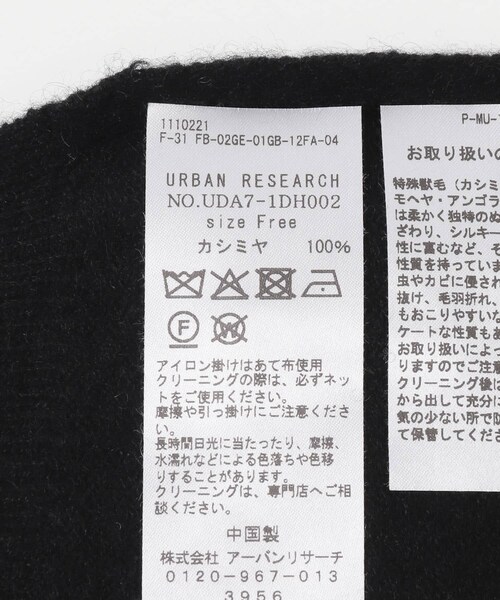 1110221
F-31 FB-02GE-01GB-12FA-04
URBAN RESEARCH
NO.UDA7-1DH002
size Free
カシミヤ 100%
F
W
アイロン掛けはあて布使用
クリーニングの際は、必ずネッ
トをご使用ください。
摩擦や引っ掛けにご注意くださ
い。
長時間日光に当たったり、摩擦、
水濡れなどによる色落ちや色移
りすることがあります。
クリーニングは、専門店へご相
談ください。
中国製
株式会社 アーバンリサーチ
0120-967-013
3956
P-MU-
お取り扱いの
特殊獣毛（カシミ
モヘヤ・アンゴラ
は柔かく独特のぬ
ざわり、シルキー
性に富むなど、そ
性質を持っていま
虫やカビに侵され
抜け、毛羽折れ、
もおこりやすいな
ケートな性質もあ
お取り扱いによっ
りますのでご注意
クリーニング後は
から出して充分に
気の少ない所で防
て保管してくださ